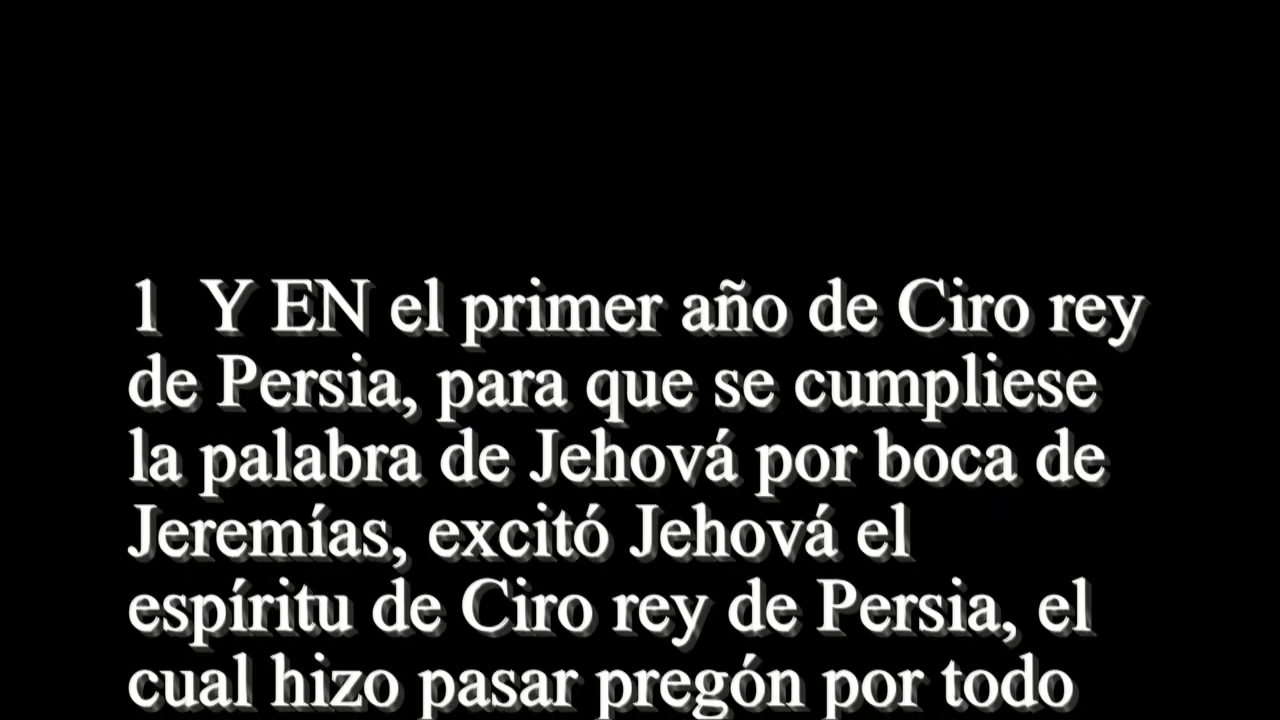 1 Y EN el primer año de Ciro rey
de Persia, para que se cumpliese
la palabra de Jehová por boca de
Jeremías, excitó Jehová el
espíritu de Ciro rey de Persia, el
cual hizo pasar pregón por todo